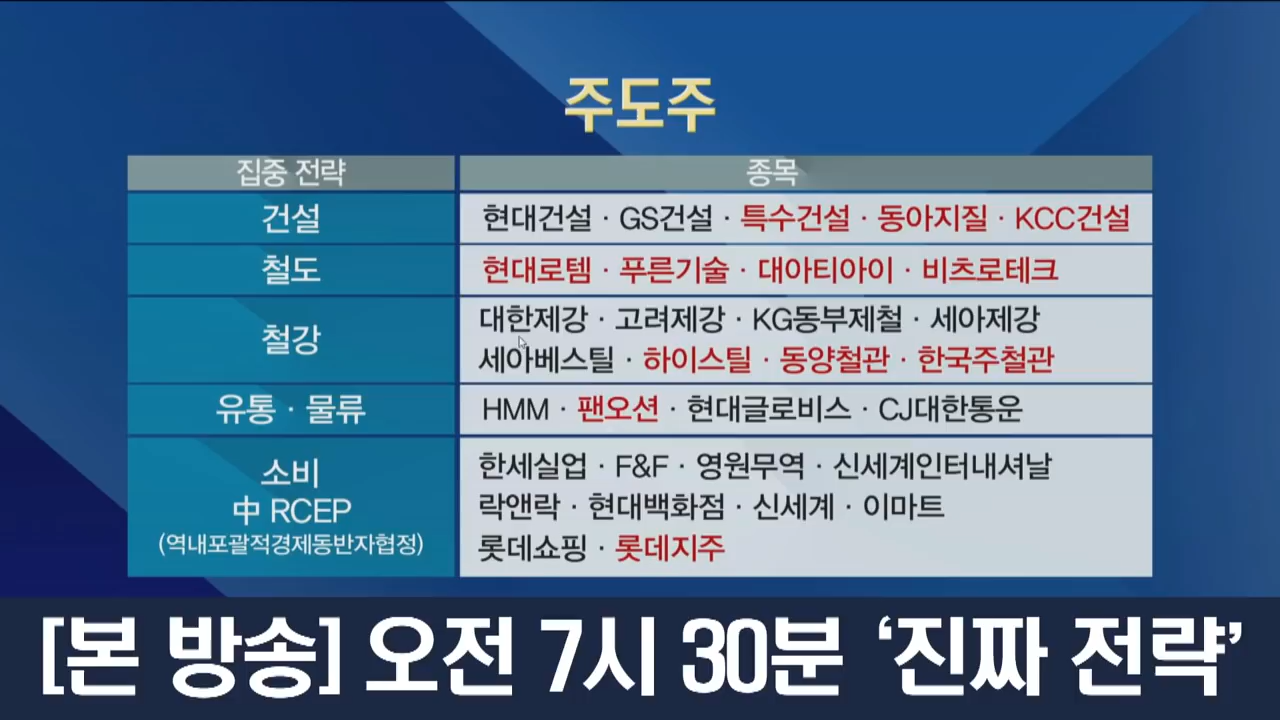 주도주
집중 전략
종목
건설
현대건설 · GS건설 · 특수건설 · 동아지질 · KCC건설
철도
현대로템 · 푸른기술 · 대아티아이 · 비츠로테크
철강
대한제강 · 고려제강 · KG동부제철 · 세아제강
세아베스틸 · 하이스틸 · 동양철관 · 한국주철관
유통 · 물류
HMM · 팬오션 · 현대글로비스 · CJ대한통운
소비
中 RCEP
(역내포괄적경제동반자협정)
한세실업 · F&F · 영원무역 · 신세계인터내셔날
락앤락 · 현대백화점 · 신세계 · 이마트
롯데쇼핑 · 롯데지주
[본 방송] 오전 7시 30분 ‘진짜 전략’